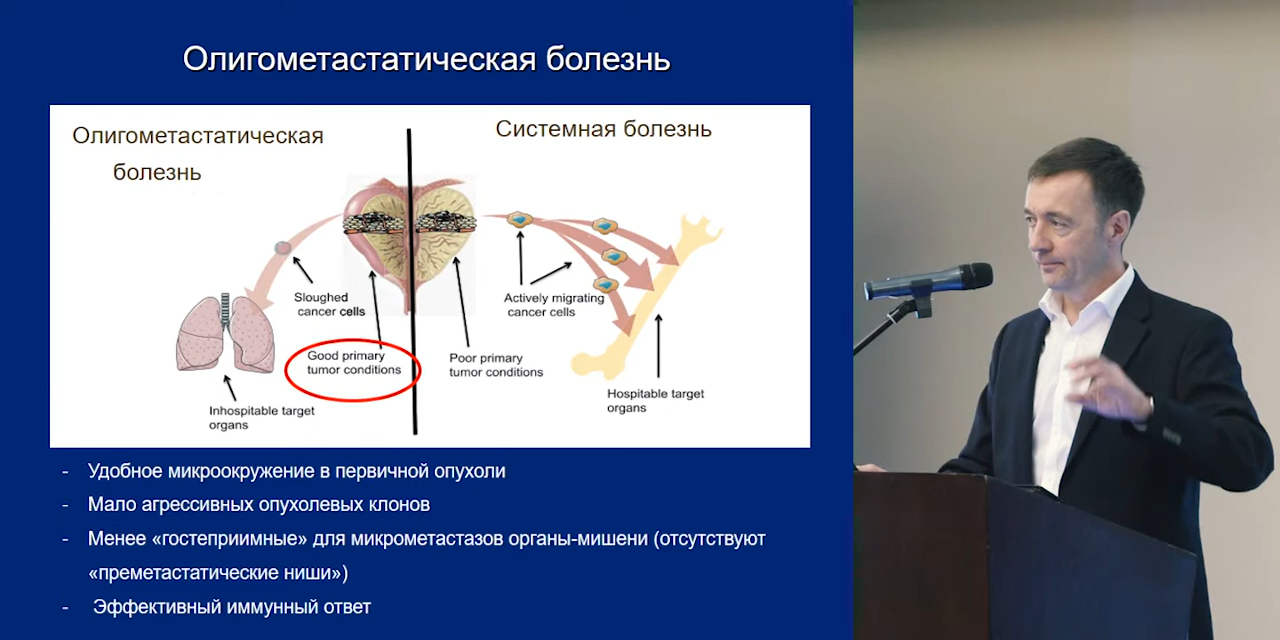 Олигометастатическая болезнь
Олигометастатическая
болезнь
Системная болезнь
Sloughed
cancer cells
Good primary
tumor conditions
Inhospitable target
organs
Poor primary
tumor conditions
Actively migrating
cancer cells
Hospitable target
organs
- Удобное микроокружение в первичной опухоли
- Мало агрессивных опухолевых клонов
- Менее «гостеприимные» для микрометастазов органы-мишени (отсутствуют
«преметастатические ниши»)
- Эффективный иммунный ответ